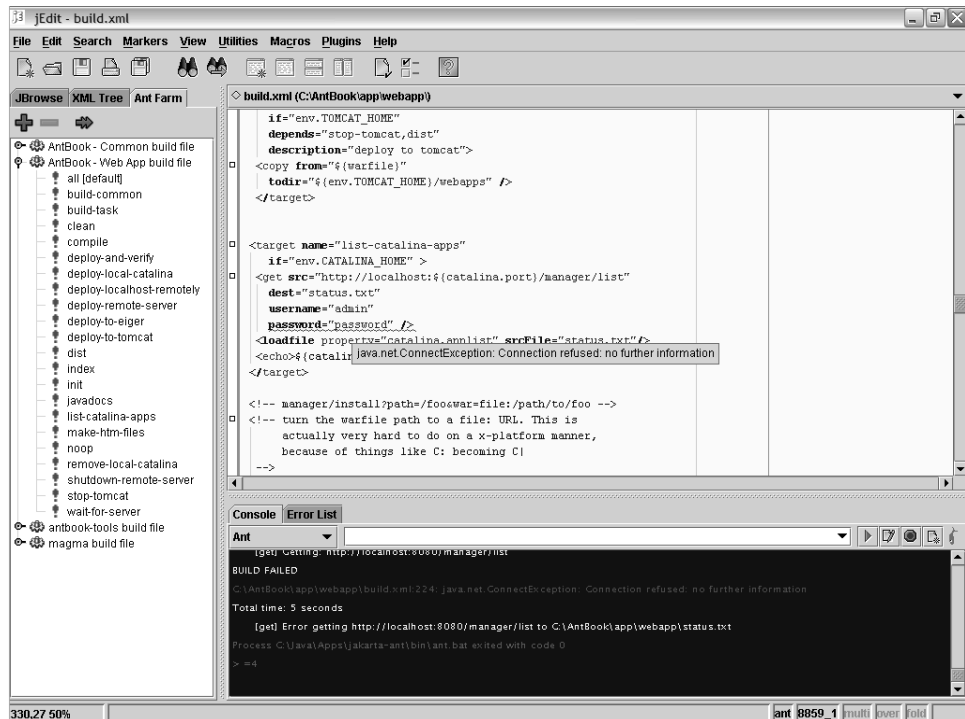 jEdit - build.xml
File Edit Search Markers View Utilities Macros Plugins Help
JBrowse XML Tree Ant Farm
AntBook - Common build file
AntBook - Web App build file
all [default]
build-common
build-task
clean
compile
deploy-and-verify
deploy-local-catalina
deploy-localhost-remotely
deploy-remote-server
deploy-to-eiger
deploy-to-tomcat
dist
index
init
javadocs
list-catalina-apps
make-htm-files
noop
remove-local-catalina
shutdown-remote-server
stop-tomcat
wait-for-server
antbook-tools build file
magma build file
build.xml (C:\AntBook\app\webapp\)
if="env.TOMCAT_HOME"
depends="stop-tomcat,dist"
description="deploy to tomcat">
<copy from="${warfile}"
todir="${env.TOMCAT_HOME}/webapps" />
</target>
<target name="list-catalina-apps"
if="env.CATALINA_HOME" >
<get src="http://localhost:${catalina.port}/manager/list"
dest="status.txt"
username="admin"
password="password" />
<loadfile property="catalina.applist" srcFile="status.txt"/>
<echo>${catalin
java.net.ConnectException: Connection refused: no further information
</target>
<!-- manager/install?path=/foo&war=file:/path/to/foo -->
<!-- turn the warfile path to a file: URL. This is
actually very hard to do on a x-platform manner,
because of things like C: becoming C|
-->
Console Error List
Ant
[get] Getting: http://localhost:8080/manager/list
BUILD FAILED
C:\AntBook\app\webapp\build.xml:224: java.net.ConnectException: Connection refused: no further information
Total time: 5 seconds
[get] Error getting http://localhost:8080/manager/list to C:\AntBook\app\webapp\status.txt
Process C:\Java\Apps\jakarta-ant\bin\ant.bat exited with code 0
> =4
330,27 50%
ant 8859_1 multi over fold